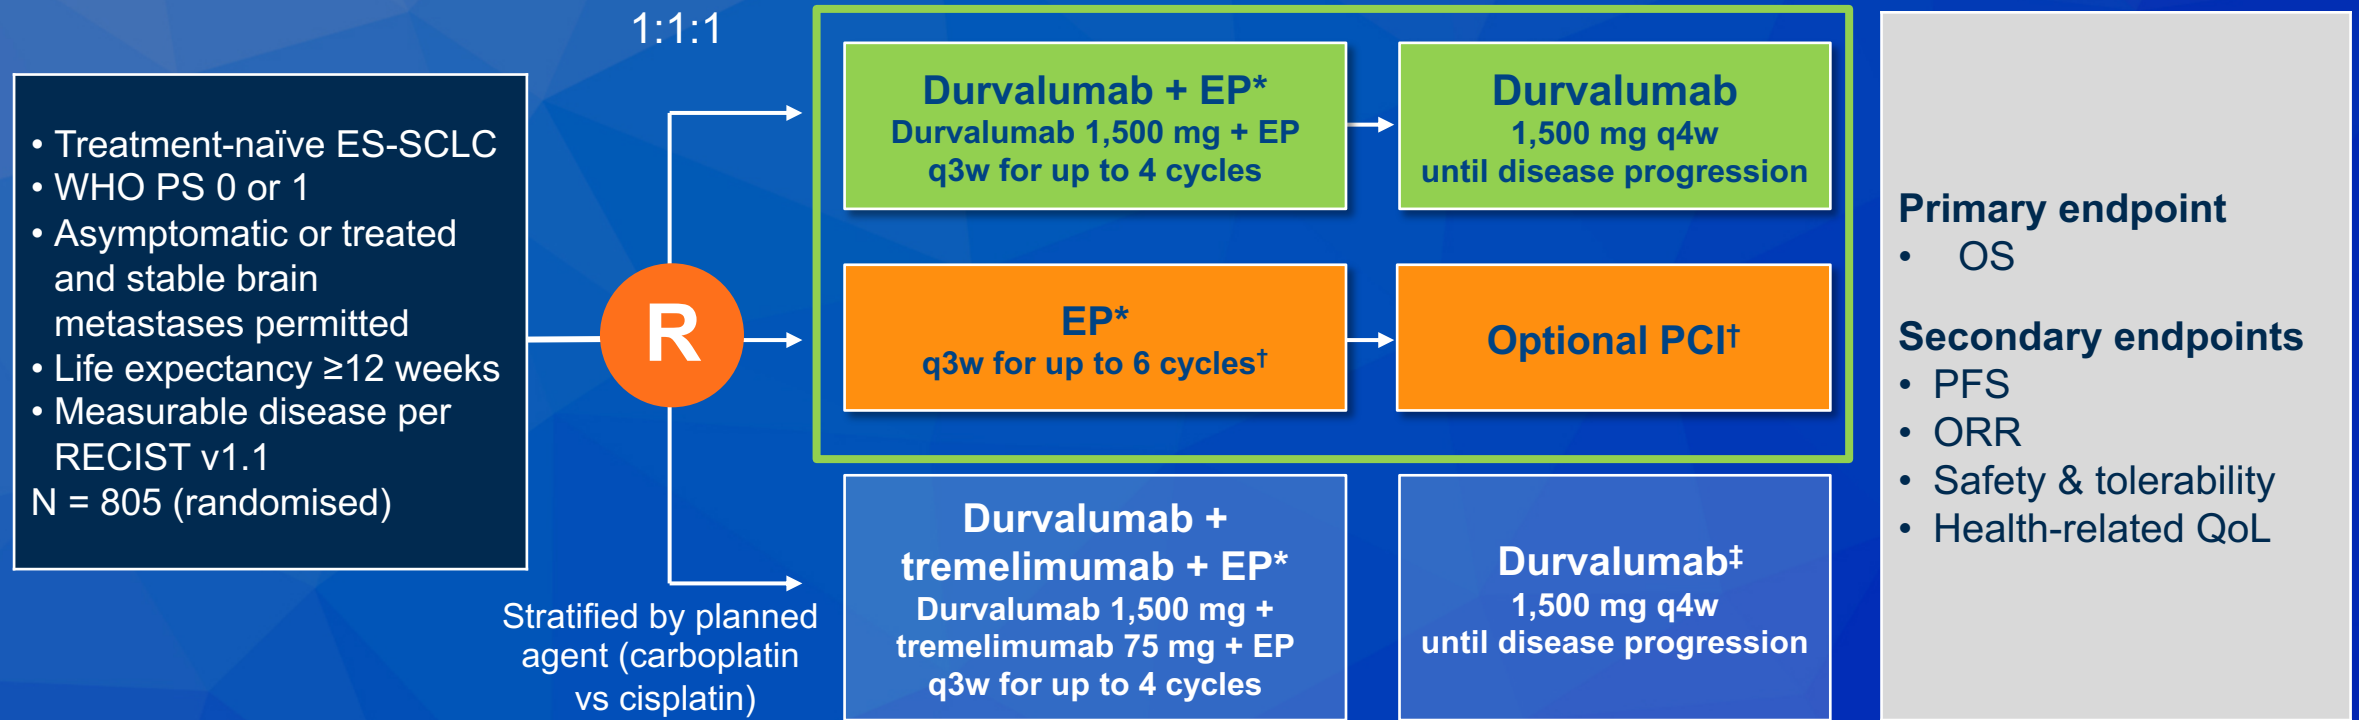 1:1:1
• Treatment-naïve ES-SCLC
• WHO PS 0 or 1
• Asymptomatic or treated
and stable brain
metastases permitted
• Life expectancy ≥12 weeks
• Measurable disease per
RECIST v1.1
N = 805 (randomised)
R
Stratified by planned
agent (carboplatin
vs cisplatin)
Durvalumab + EP*
Durvalumab 1,500 mg + EP
q3w for up to 4 cycles
Durvalumab
1,500 mg q4w
until disease progression
EP*
q3w for up to 6 cycles†
Optional PCI†
Durvalumab +
tremelimumab + EP*
Durvalumab 1,500 mg +
tremelimumab 75 mg + EP
q3w for up to 4 cycles
Durvalumab‡
1,500 mg q4w
until disease progression
Primary endpoint
• OS
Secondary endpoints
• PFS
• ORR
• Safety & tolerability
• Health-related QoL